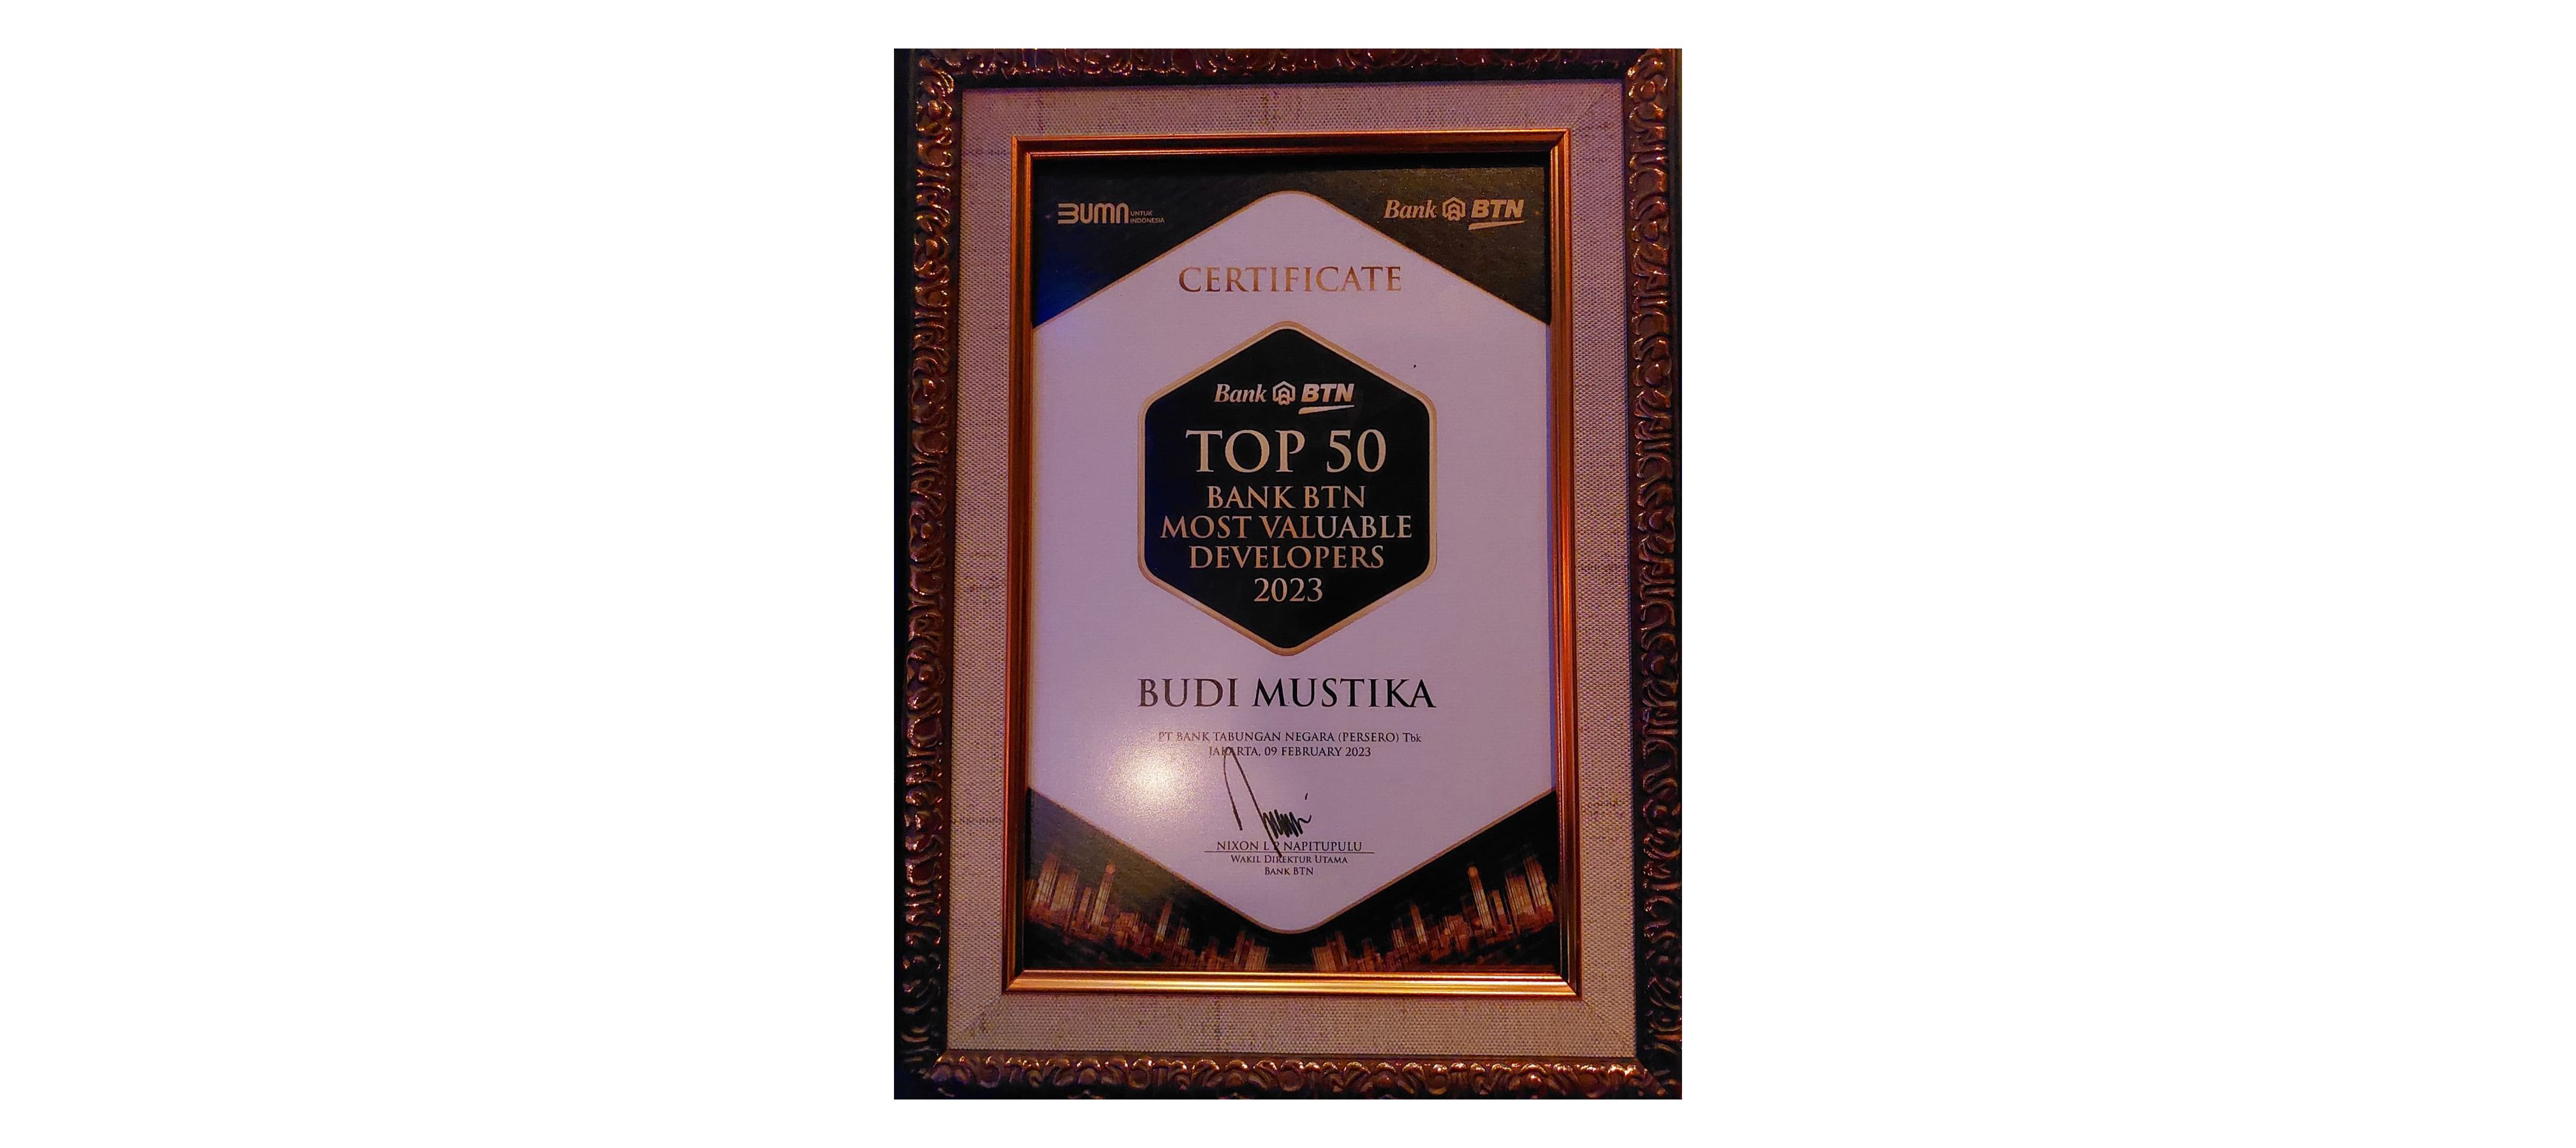 BUMN UNTUK INDONESIA
Bank BTN
CERTIFICATE
Bank BTN
TOP 50
BANK BTN
MOST VALUABLE
DEVELOPERS
2023
BUDI MUSTIKA
PT BANK TABUNGAN NEGARA (PERSERO) Tbk
JAKARTA, 09 FEBRUARY 2023
NIXON L P NAPITUPULU
WAKIL DIREKTUR UTAMA
BANK BTN